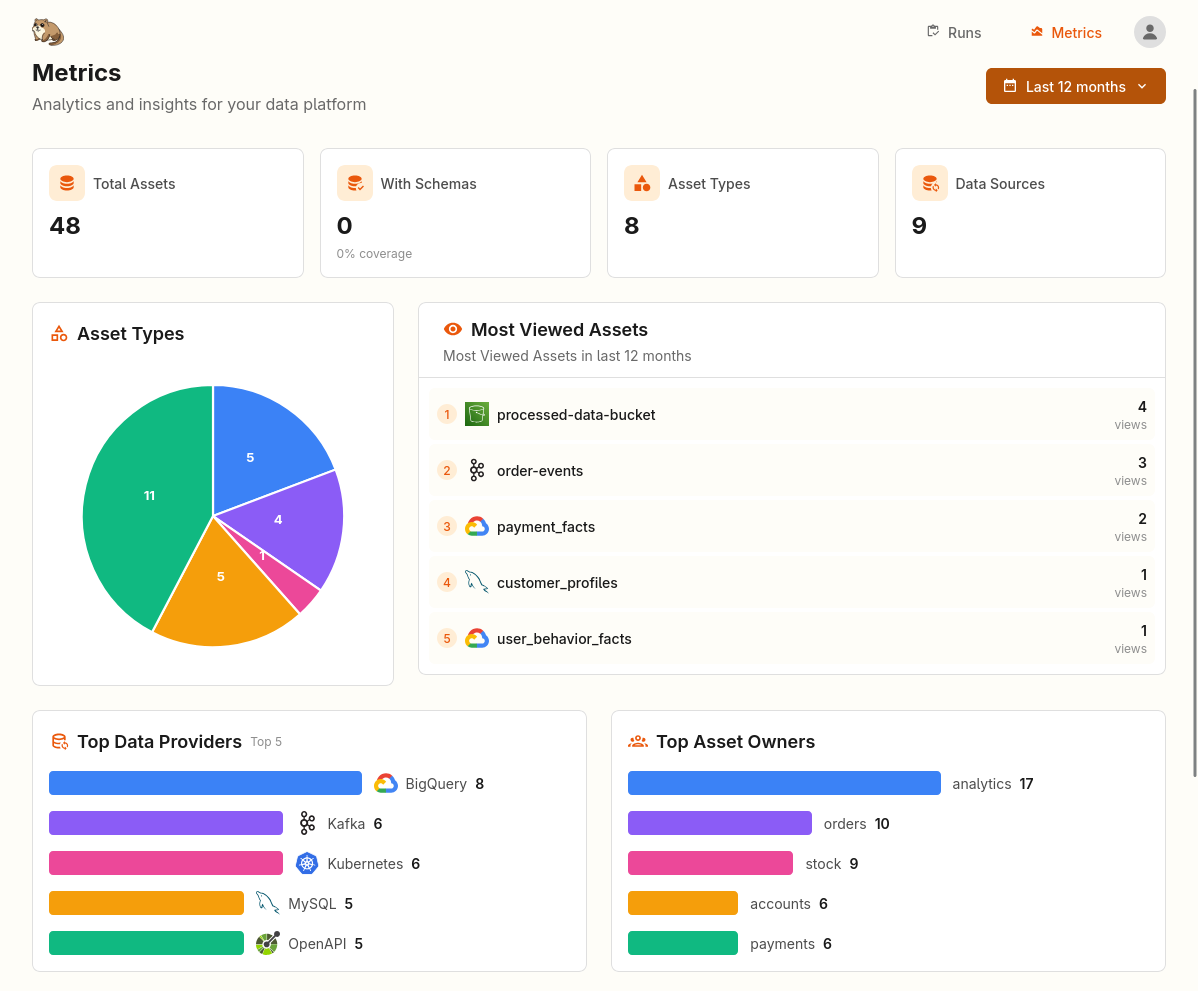 Runs
Metrics
Metrics
Analytics and insights for your data platform
Last 12 months
Total Assets
48
With Schemas
0
0% coverage
Asset Types
8
Data Sources
9
Asset Types
5
4
1
5
11
Most Viewed Assets
Most Viewed Assets in last 12 months
1 processed-data-bucket 4
views
2 order-events 3
views
3 payment_facts 2
views
4 customer_profiles 1
views
5 user_behavior_facts 1
views
Top Data Providers Top 5
BigQuery 8
Kafka 6
Kubernetes 6
MySQL 5
OpenAPI 5
Top Asset Owners
analytics 17
orders 10
stock 9
accounts 6
payments 6